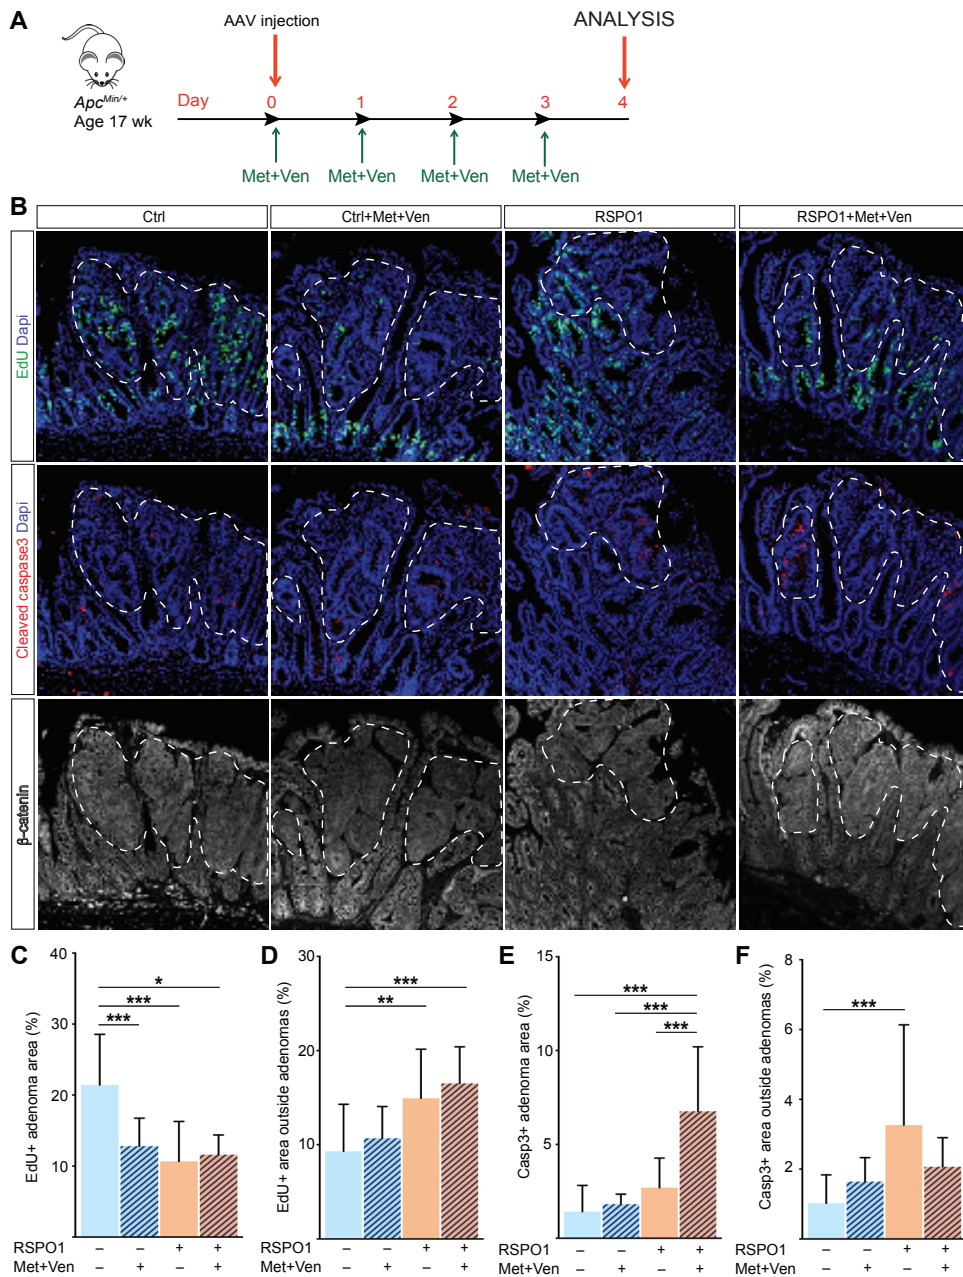 A
AAV injection
ANALYSIS
Apc^Min/+
Age 17 wk
Day 0 1 2 3 4
Met+Ven Met+Ven Met+Ven Met+Ven
B
Ctrl Ctrl+Met+Ven RSPO1 RSPO1+Met+Ven
EdU Dapi
Cleaved caspase3 Dapi
β-catenin
C
EdU+ adenoma area (%)
40
30
20
10
*
***
***
RSPO1 – – + +
Met+Ven – + – +
D
EdU+ area outside adenomas (%)
30
20
10
***
**
RSPO1 – – + +
Met+Ven – + – +
E
Casp3+ adenoma area (%)
15
10
5
***
***
***
RSPO1 – – + +
Met+Ven – + – +
F
Casp3+ area outside adenomas (%)
8
6
4
2
***
RSPO1 – – + +
Met+Ven – + – +